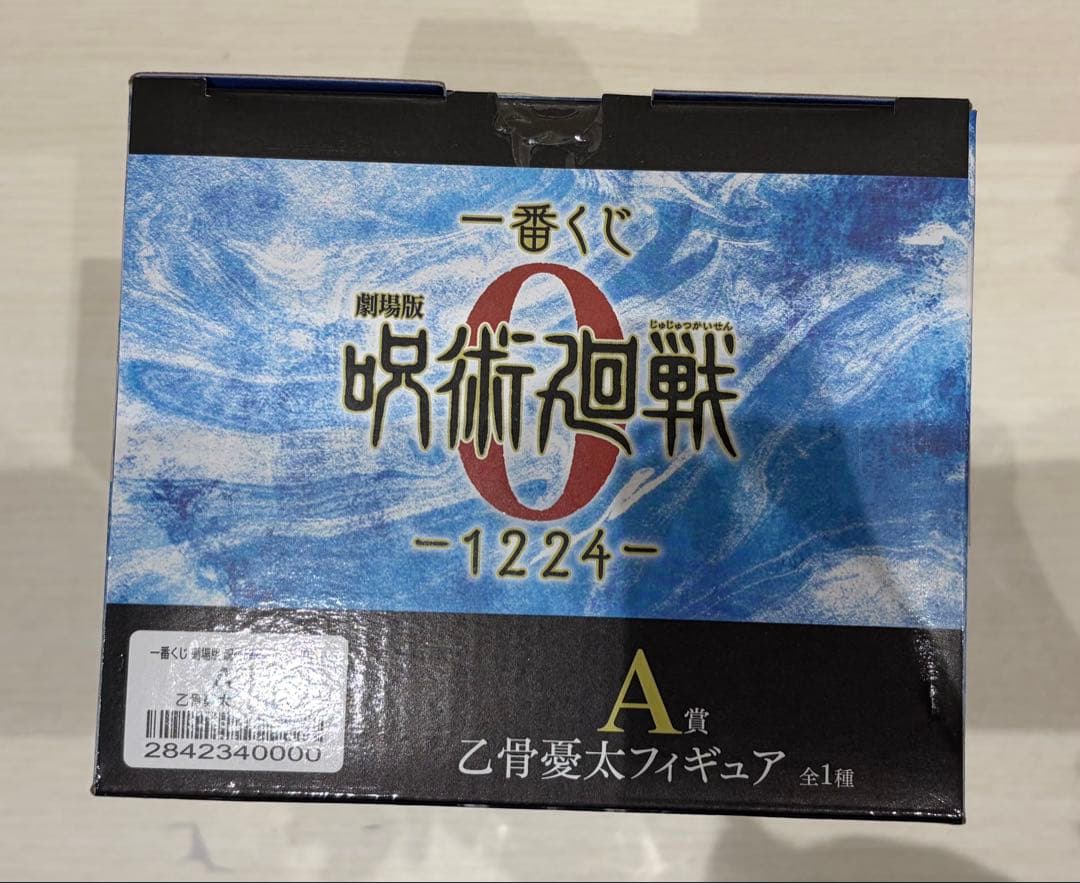 一番くじ
劇場版
じゅじゅつかいせん
呪術廻戦
0
-1224-
A賞
乙骨憂太フィギュア 全1種
一番くじ 劇場版
乙骨憂太
2842340000